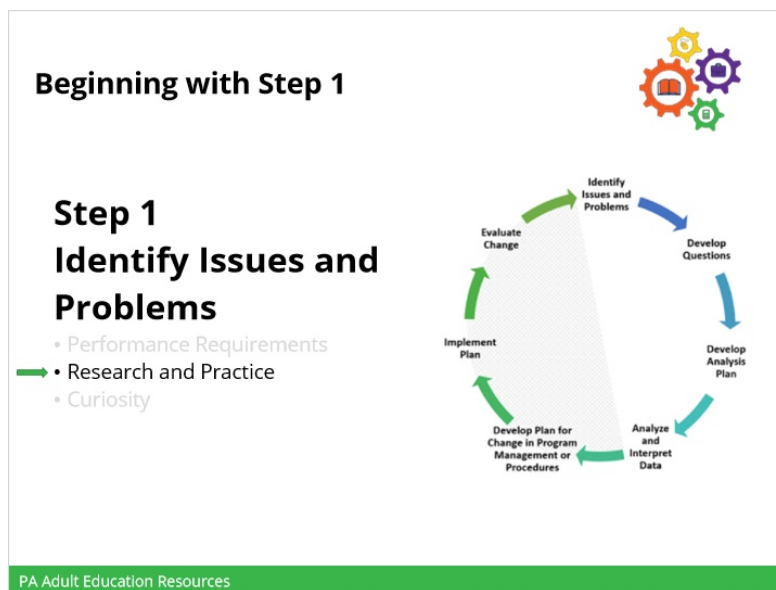 Beginning with Step 1
Step 1
Identify Issues and
Problems
• Performance Requirements
• Research and Practice
• Curiosity
Identify
Issues and
Problems
Develop
Questions
Develop
Analysis
Plan
Analyze
and
Interpret
Data
Develop Plan for
Change in Program
Management or
Procedures
Implement
Plan
Evaluate
Change
PA Adult Education Resources